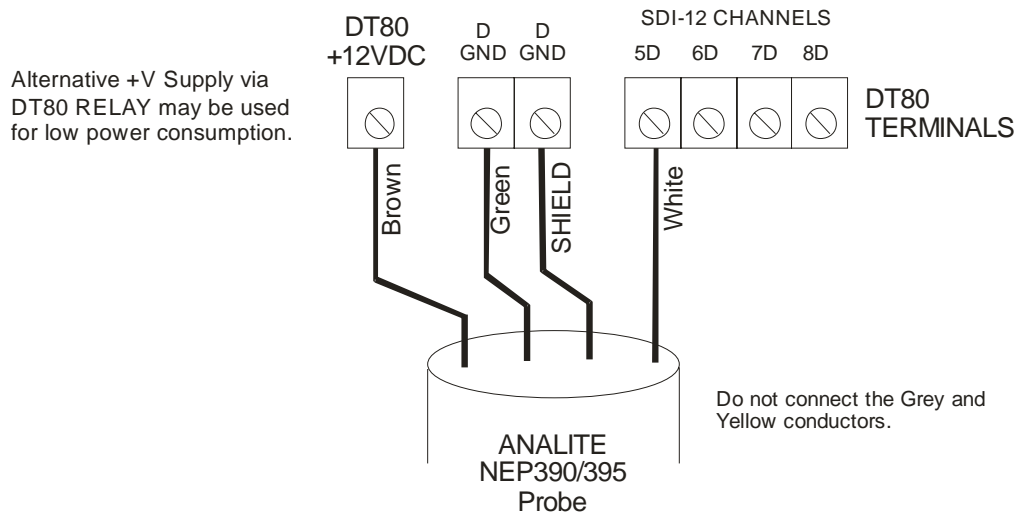 Alternative +V Supply via
DT80 RELAY may be used
for low power consumption.
DT80
+12VDC
D
GND
D
GND
SDI-12 CHANNELS
5D 6D 7D 8D
DT80
TERMINALS
Brown
Green
SHIELD
White
Do not connect the Grey and
Yellow conductors.
ANALITE
NEP390/395
Probe